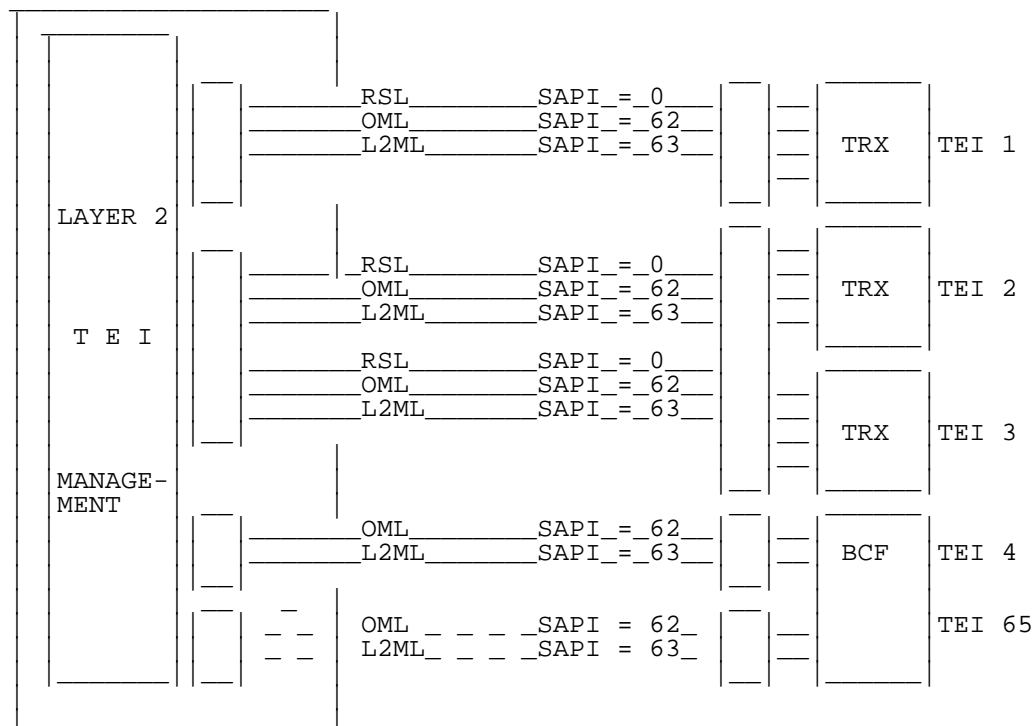 RSL SAPI = 0
OML SAPI = 62
L2ML SAPI = 63 TRX TEI 1
LAYER 2
RSL SAPI = 0
OML SAPI = 62 TRX TEI 2
L2ML SAPI = 63
T E I
RSL SAPI = 0
OML SAPI = 62
L2ML SAPI = 63
TRX TEI 3
MANAGE-
MENT
OML SAPI = 62
L2ML SAPI = 63 BCF TEI 4
OML SAPI = 62 TEI 65
L2ML SAPI = 63